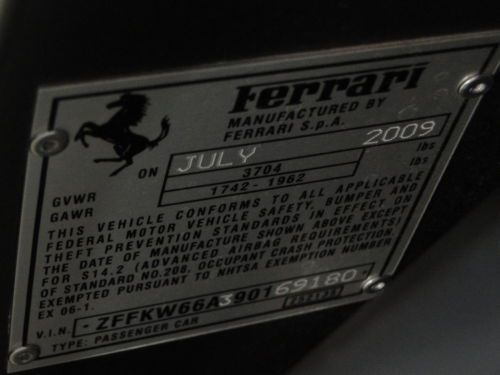 Ferrari
MANUFACTURED BY
FERRARI S.p.A.
ON JULY 2009
GVWR 3704 lbs
GAWR 1742-1962 lbs
THIS VEHICLE CONFORMS TO ALL APPLICABLE
FEDERAL MOTOR VEHICLE SAFETY, BUMPER AND
THEFT PREVENTION STANDARDS IN EFFECT ON
THE DATE OF MANUFACTURE SHOWN ABOVE EXCEPT
FOR S14.2 (ADVANCED AIRBAG REQUIREMENTS)
OF STANDARD NO.208, OCCUPANT CRASH PROTECTION,
EXEMPTED PURSUANT TO NHTSA EXEMPTION NUMBER
EX 06-1.
V.I.N. - ZFFKW66A390169180 -
TYPE: PASSENGER CAR